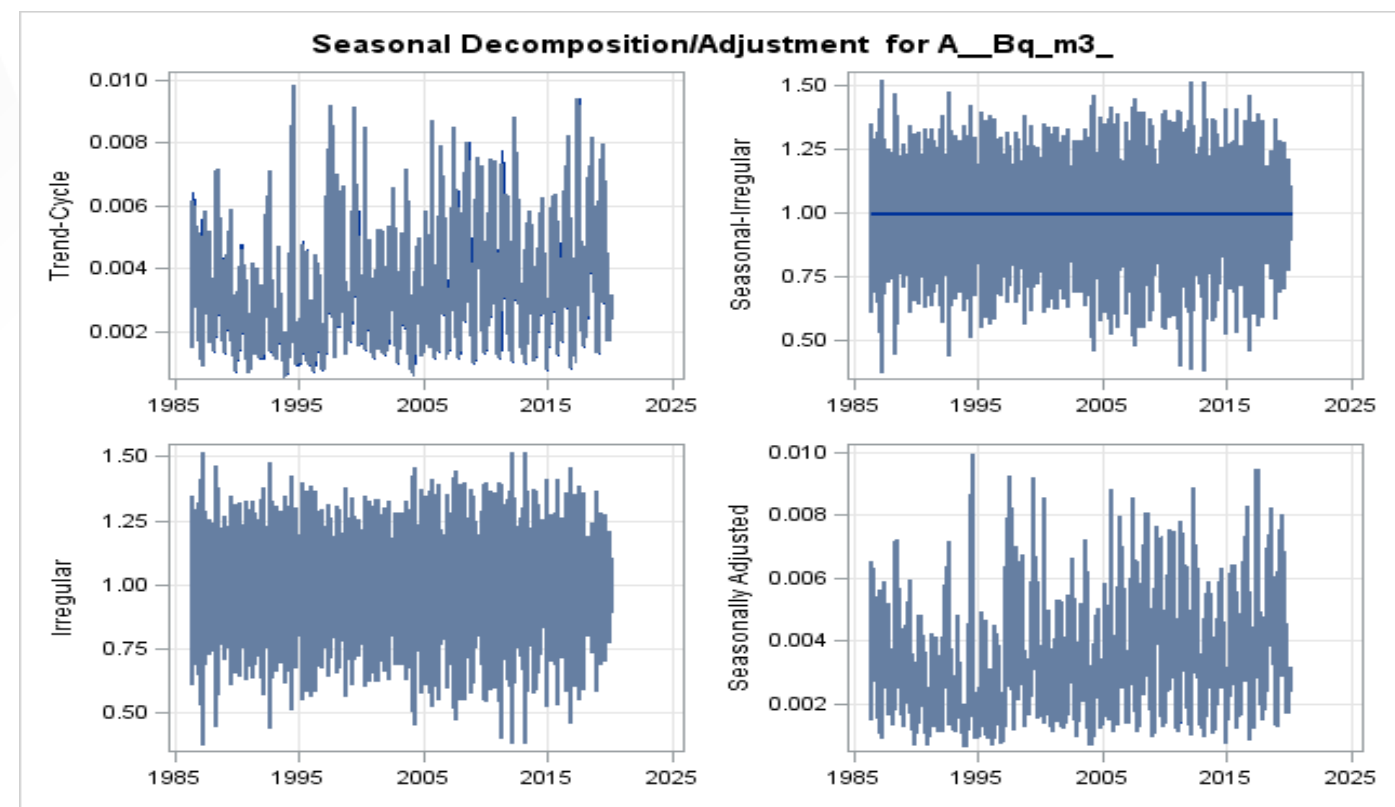 Seasonal Decomposition/Adjustment for A__Bq_m3_
Trend-Cycle
0.010
0.008
0.006
0.004
0.002
1985 1995 2005 2015 2025
Seasonal-Irregular
1.50
1.25
1.00
0.75
0.50
1985 1995 2005 2015 2025
Irregular
1.50
1.25
1.00
0.75
0.50
1985 1995 2005 2015 2025
Seasonally Adjusted
0.010
0.008
0.006
0.004
0.002
1985 1995 2005 2015 2025